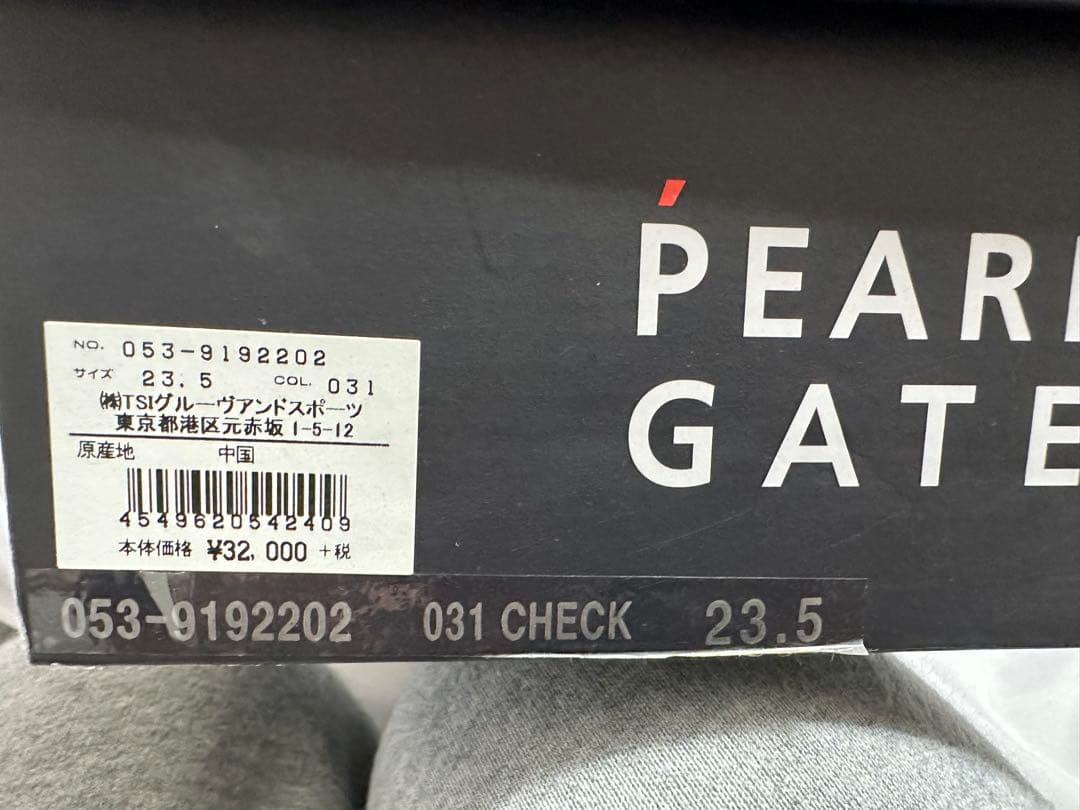 ṔEARL
GATE
NO. 053-9192202
サイズ 23.5 COL. 031
㈱TSIグルーヴアンドスポーツ
東京都港区元赤坂 1-5-12
原産地 中国
4549620542409
本体価格 ¥32,000 +税
053-9192202 031 CHECK 23.5